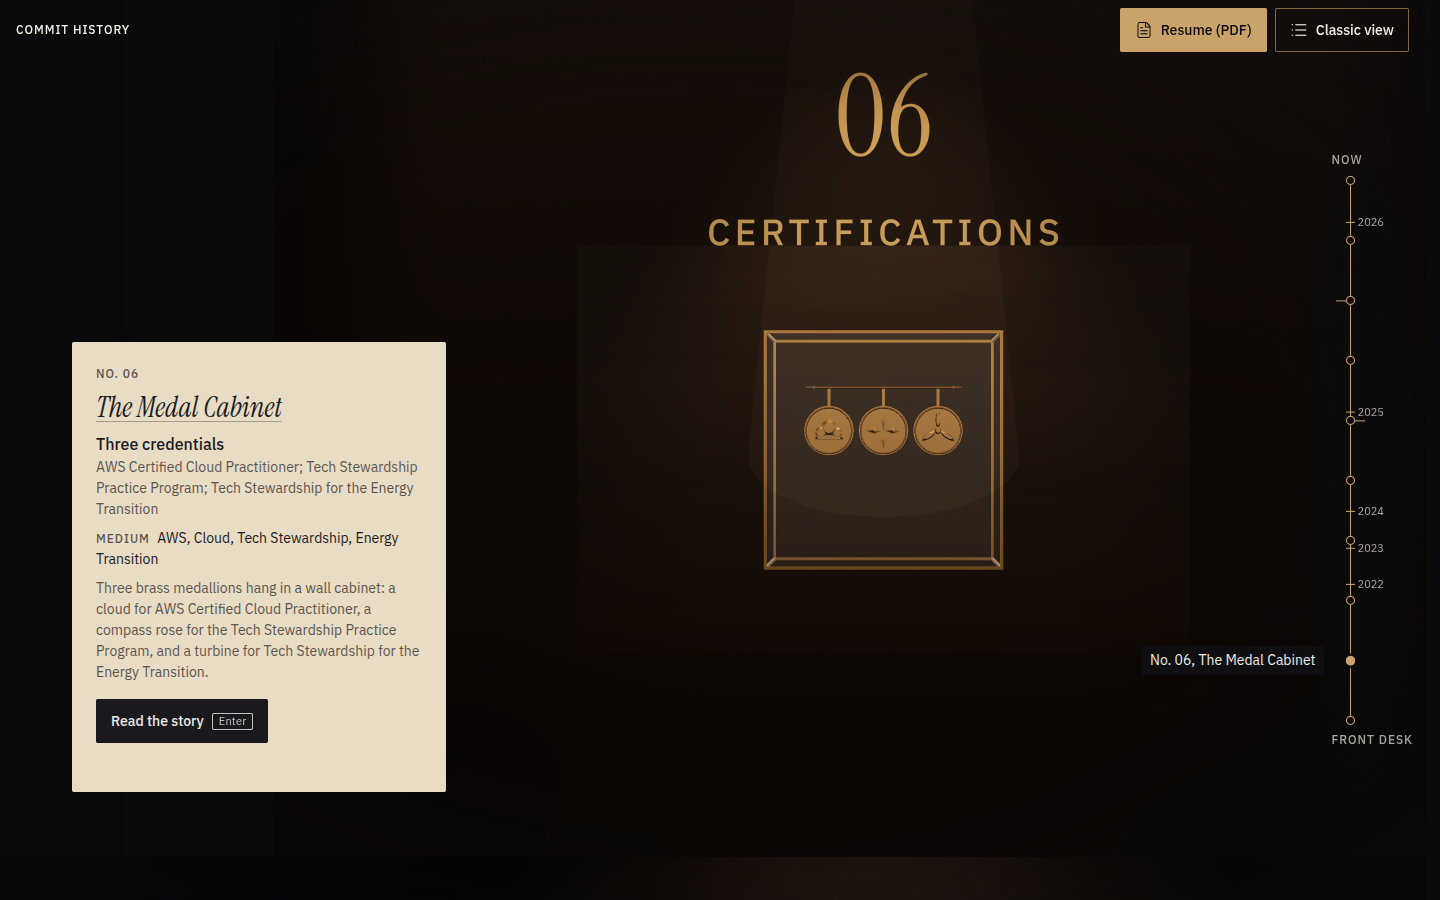 COMMIT HISTORY
Resume (PDF)
Classic view
06
CERTIFICATIONS
NO. 06
The Medal Cabinet
Three credentials
AWS Certified Cloud Practitioner; Tech Stewardship
Practice Program; Tech Stewardship for the Energy
Transition
MEDIUM AWS, Cloud, Tech Stewardship, Energy
Transition
Three brass medallions hang in a wall cabinet: a
cloud for AWS Certified Cloud Practitioner, a
compass rose for the Tech Stewardship Practice
Program, and a turbine for Tech Stewardship for the
Energy Transition.
Read the story Enter
NOW
2026
2025
2024
2023
2022
No. 06, The Medal Cabinet
FRONT DESK